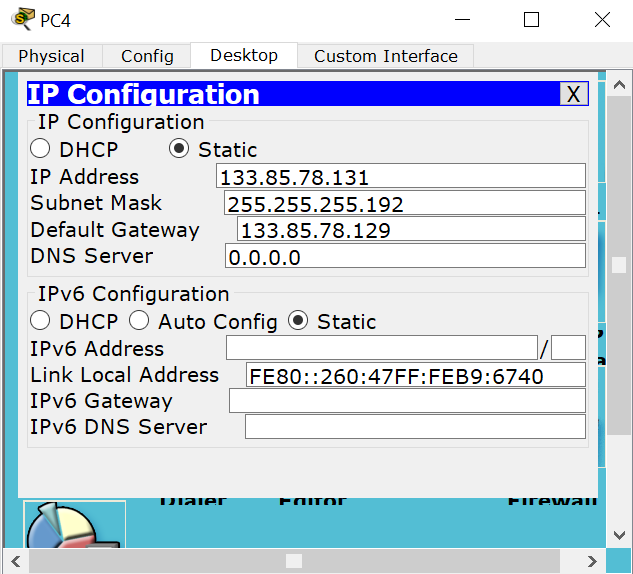 PC4
Physical Config Desktop Custom Interface
IP Configuration X
IP Configuration
DHCP Static
IP Address 133.85.78.131
Subnet Mask 255.255.255.192
Default Gateway 133.85.78.129
DNS Server 0.0.0.0
IPv6 Configuration
DHCP Auto Config Static
IPv6 Address /
Link Local Address FE80::260:47FF:FEB9:6740
IPv6 Gateway
IPv6 DNS Server
Dialer Editor Firewall